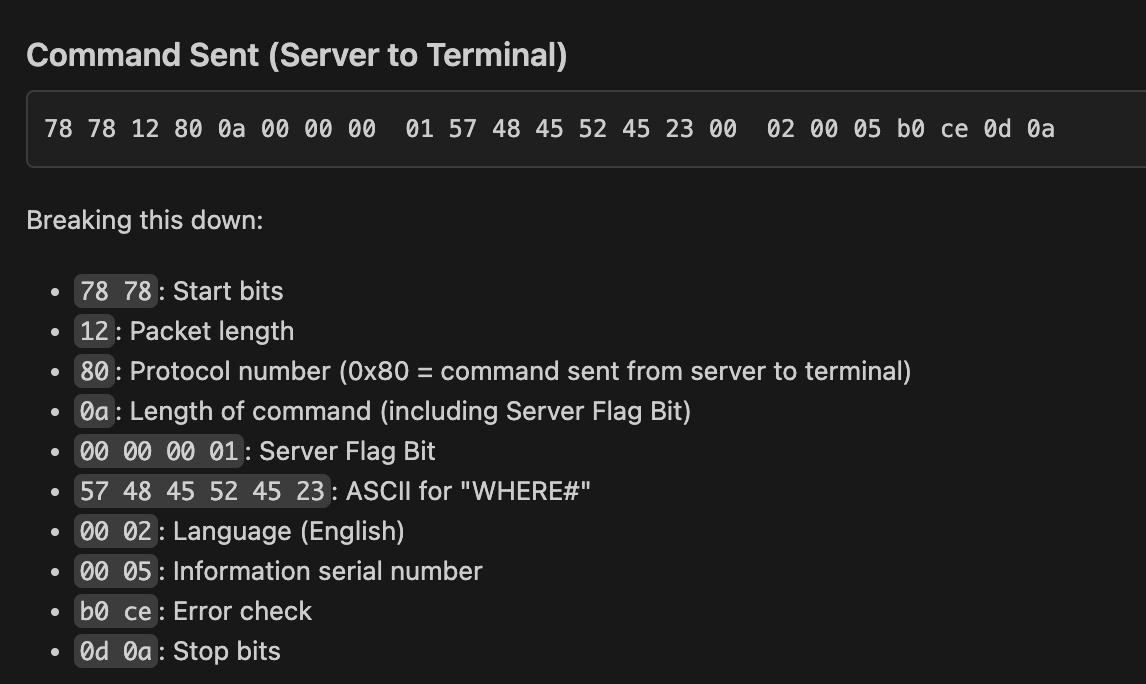 Command Sent (Server to Terminal)
78 78 12 80 0a 00 00 00  01 57 48 45 52 45 23 00  02 00 05 b0 ce 0d 0a
Breaking this down:
• 78 78: Start bits
• 12: Packet length
• 80: Protocol number (0x80 = command sent from server to terminal)
• 0a: Length of command (including Server Flag Bit)
• 00 00 00 01: Server Flag Bit
• 57 48 45 52 45 23: ASCII for "WHERE#"
• 00 02: Language (English)
• 00 05: Information serial number
• b0 ce: Error check
• 0d 0a: Stop bits